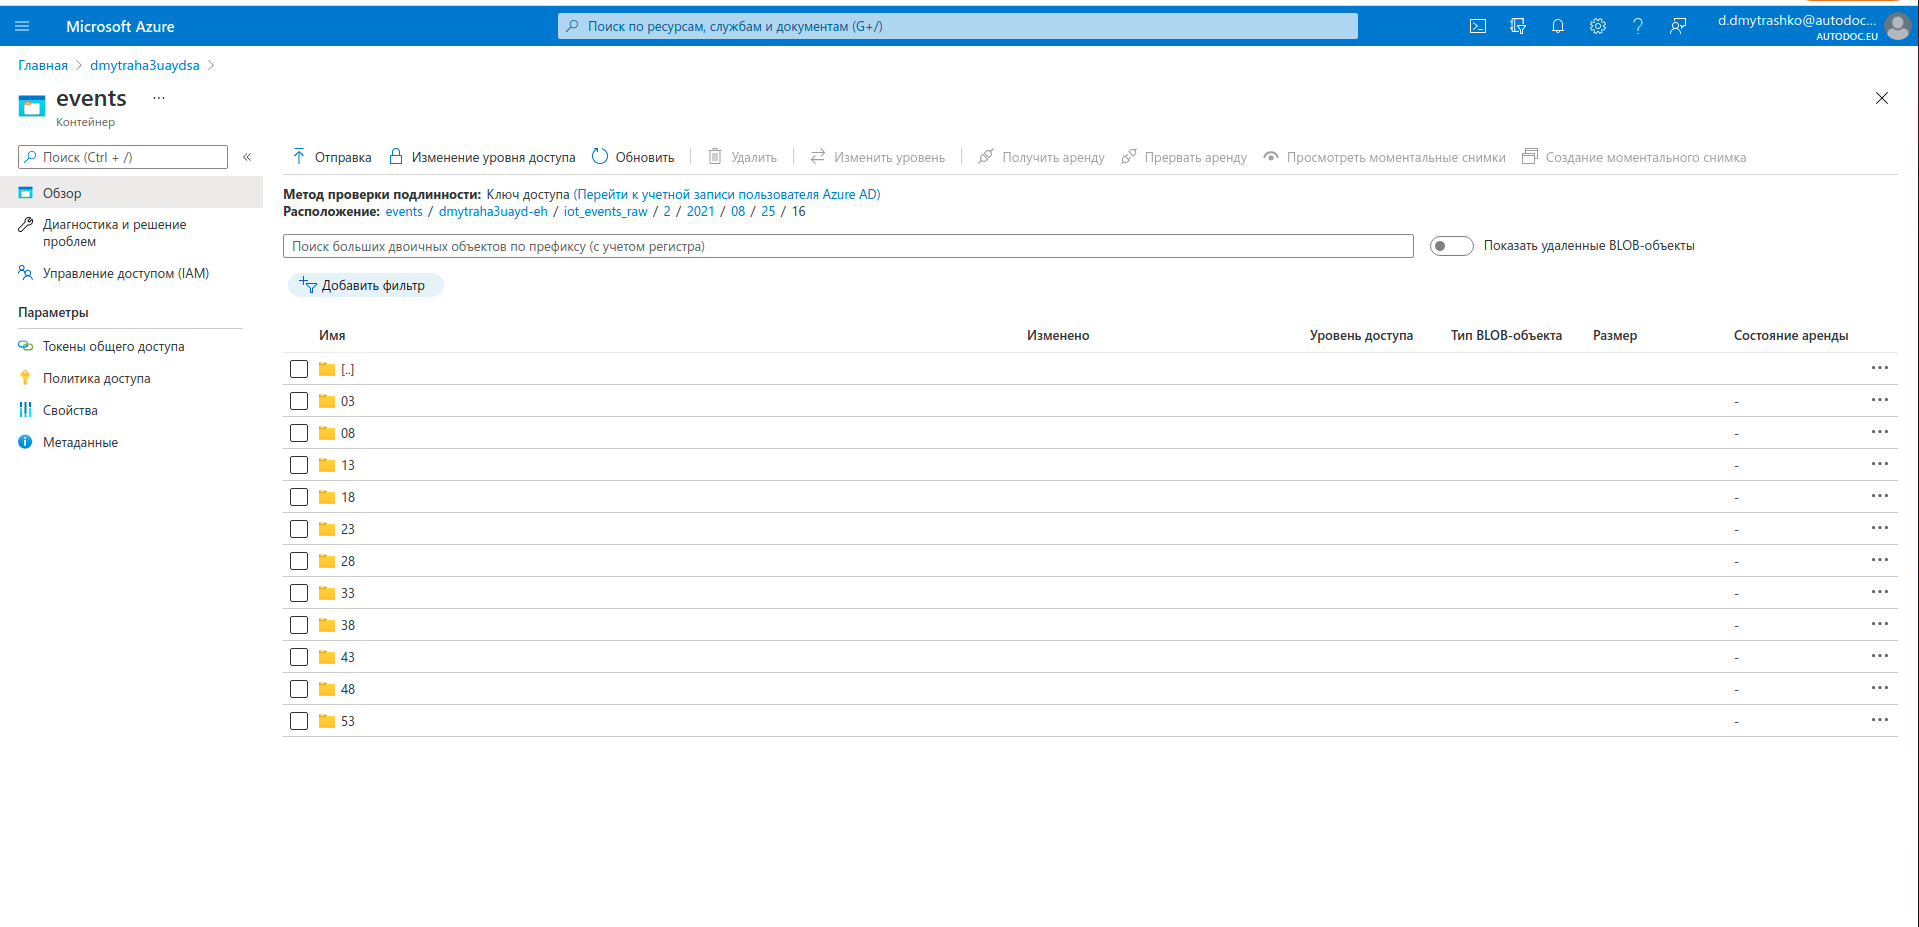 Microsoft Azure
Поиск по ресурсам, службам и документам (G+/)
d.dmytrashko@autodoc...
AUTODOC.EU
Главная > dmytraha3uaydsa >
events ...
Контейнер
Поиск (Ctrl + /) «
Обзор
Диагностика и решение
проблем
Управление доступом (IAM)
Параметры
Токены общего доступа
Политика доступа
Свойства
Метаданные
Отправка Изменение уровня доступа Обновить Удалить Изменить уровень Получить аренду Прервать аренду Просмотреть моментальные снимки Создание моментального снимка
Метод проверки подлинности: Ключ доступа (Перейти к учетной записи пользователя Azure AD)
Расположение: events / dmytraha3uayd-eh / iot_events_raw / 2 / 2021 / 08 / 25 / 16
Поиск больших двоичных объектов по префиксу (с учетом регистра)
Показать удаленные BLOB-объекты
Добавить фильтр
Имя Изменено Уровень доступа Тип BLOB-объекта Размер Состояние аренды
[..] ...
03 - ...
08 - ...
13 - ...
18 - ...
23 - ...
28 - ...
33 - ...
38 - ...
43 - ...
48 - ...
53 - ...